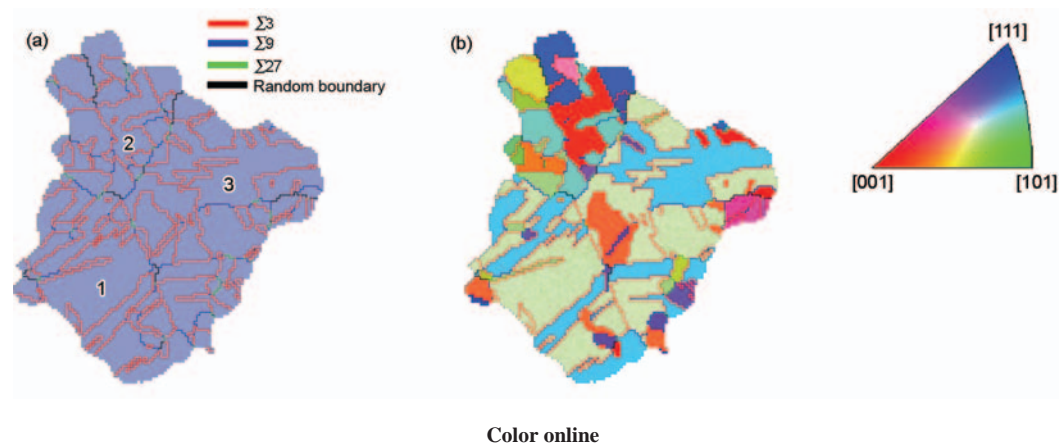 (a)
Σ3
Σ9
Σ27
Random boundary
1
2
3
(b)
[111]
[001]
[101]
Color online